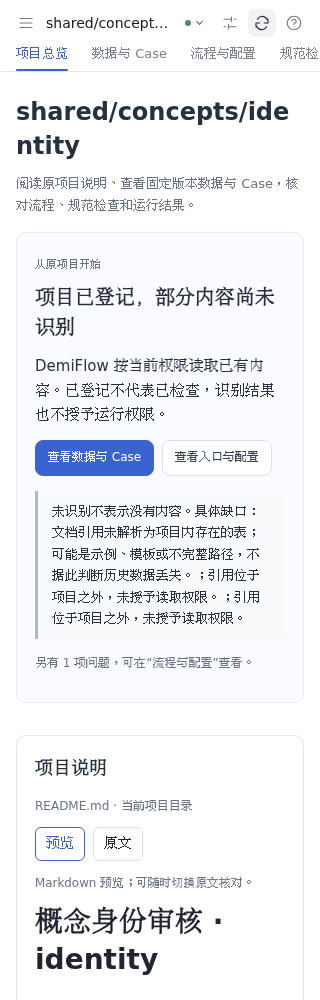 shared/concept...
项目总览 数据与 Case 流程与配置 规范检
shared/concepts/ide
ntity
阅读原项目说明、查看固定版本数据与 Case，核
对流程、规范检查和运行结果。
从原项目开始
项目已登记，部分内容尚未
识别
DemiFlow 按当前权限读取已有内
容。已登记不代表已检查，识别结果
也不授予运行权限。
查看数据与 Case 查看入口与配置
未识别不表示没有内容。具体缺口：
文档引用未解析为项目内存在的表；
可能是示例、模板或不完整路径，不
据此判断历史数据丢失。；引用位于
项目之外，未授予读取权限。；引用
位于项目之外，未授予读取权限。
另有 1 项问题，可在“流程与配置”查看。
项目说明
README.md · 当前项目目录
预览 原文
Markdown 预览；可随时切换原文核对。
概念身份审核 ·
identity